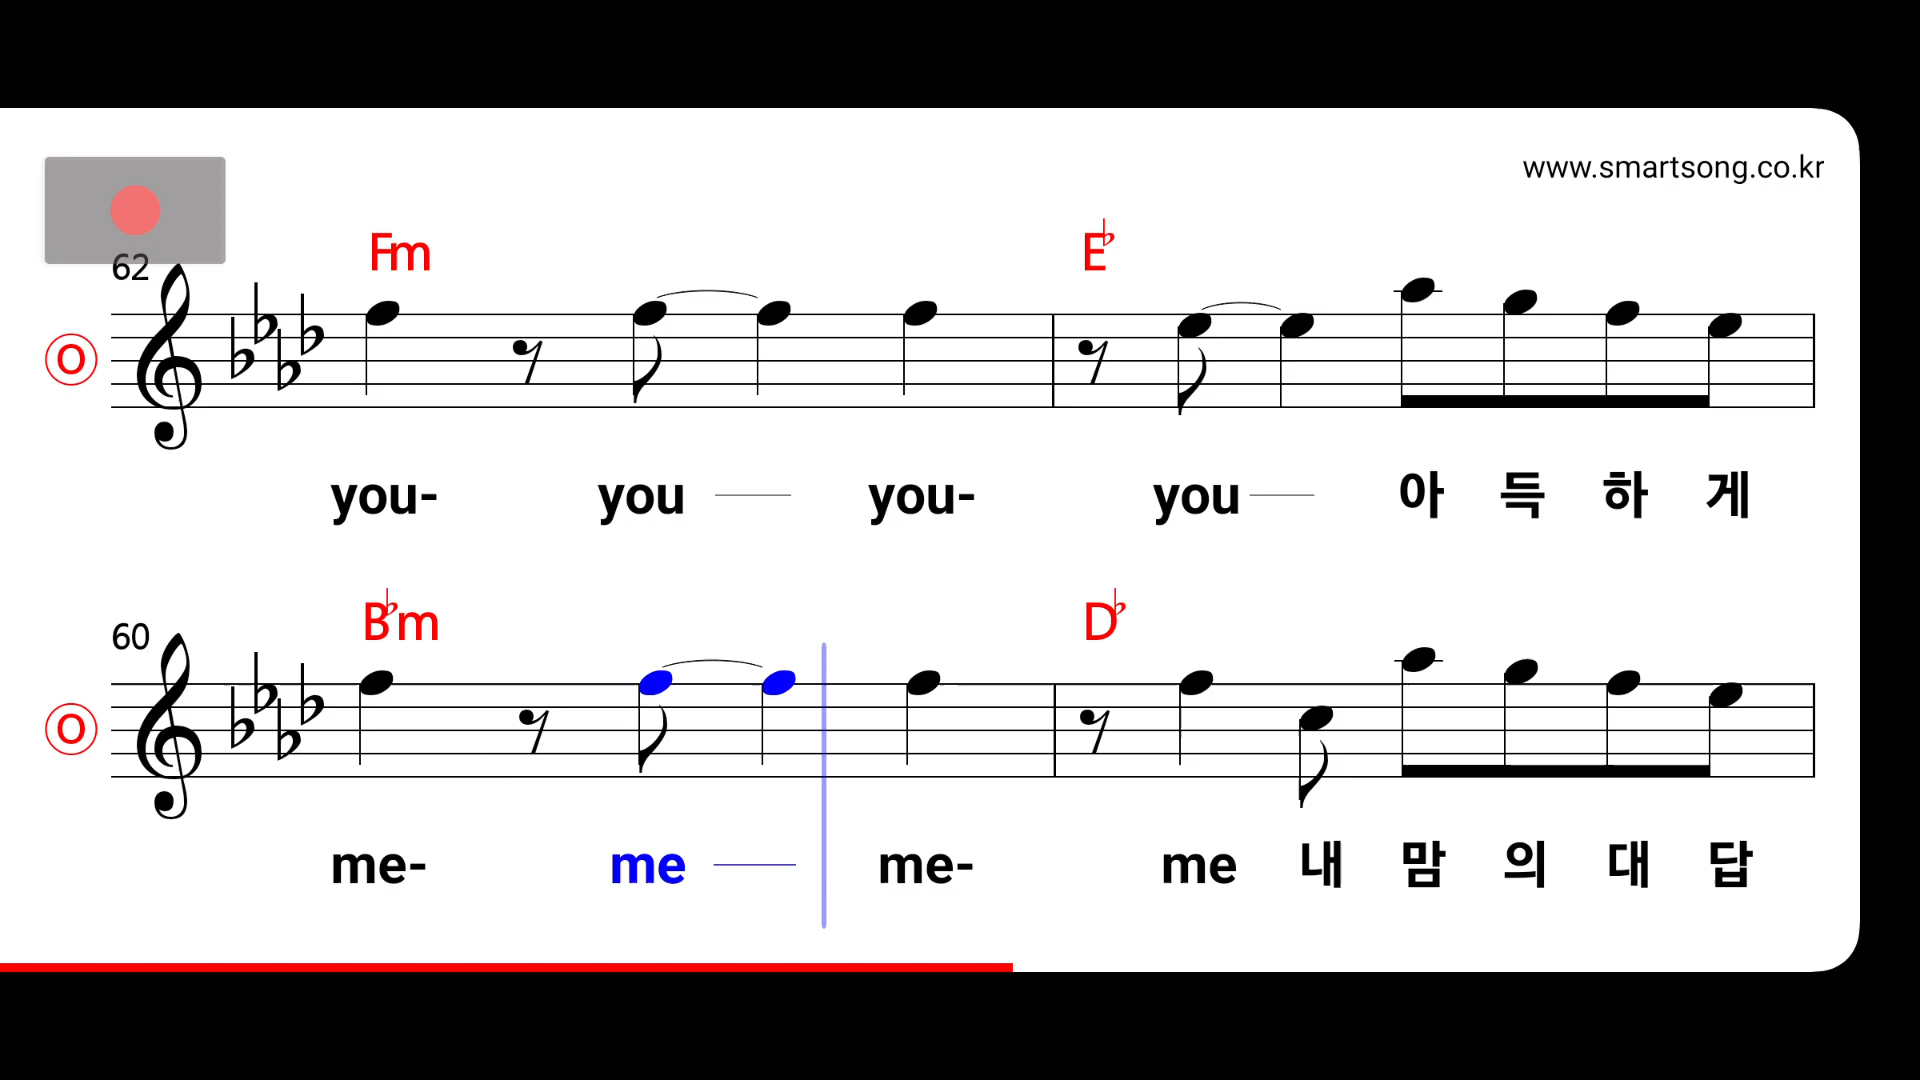 www.smartsong.co.kr
Fm E♭
62
O
you- you you- you 아 득 하 게
B♭m D♭
60
O
me- me me- me 내 맘 의 대 답